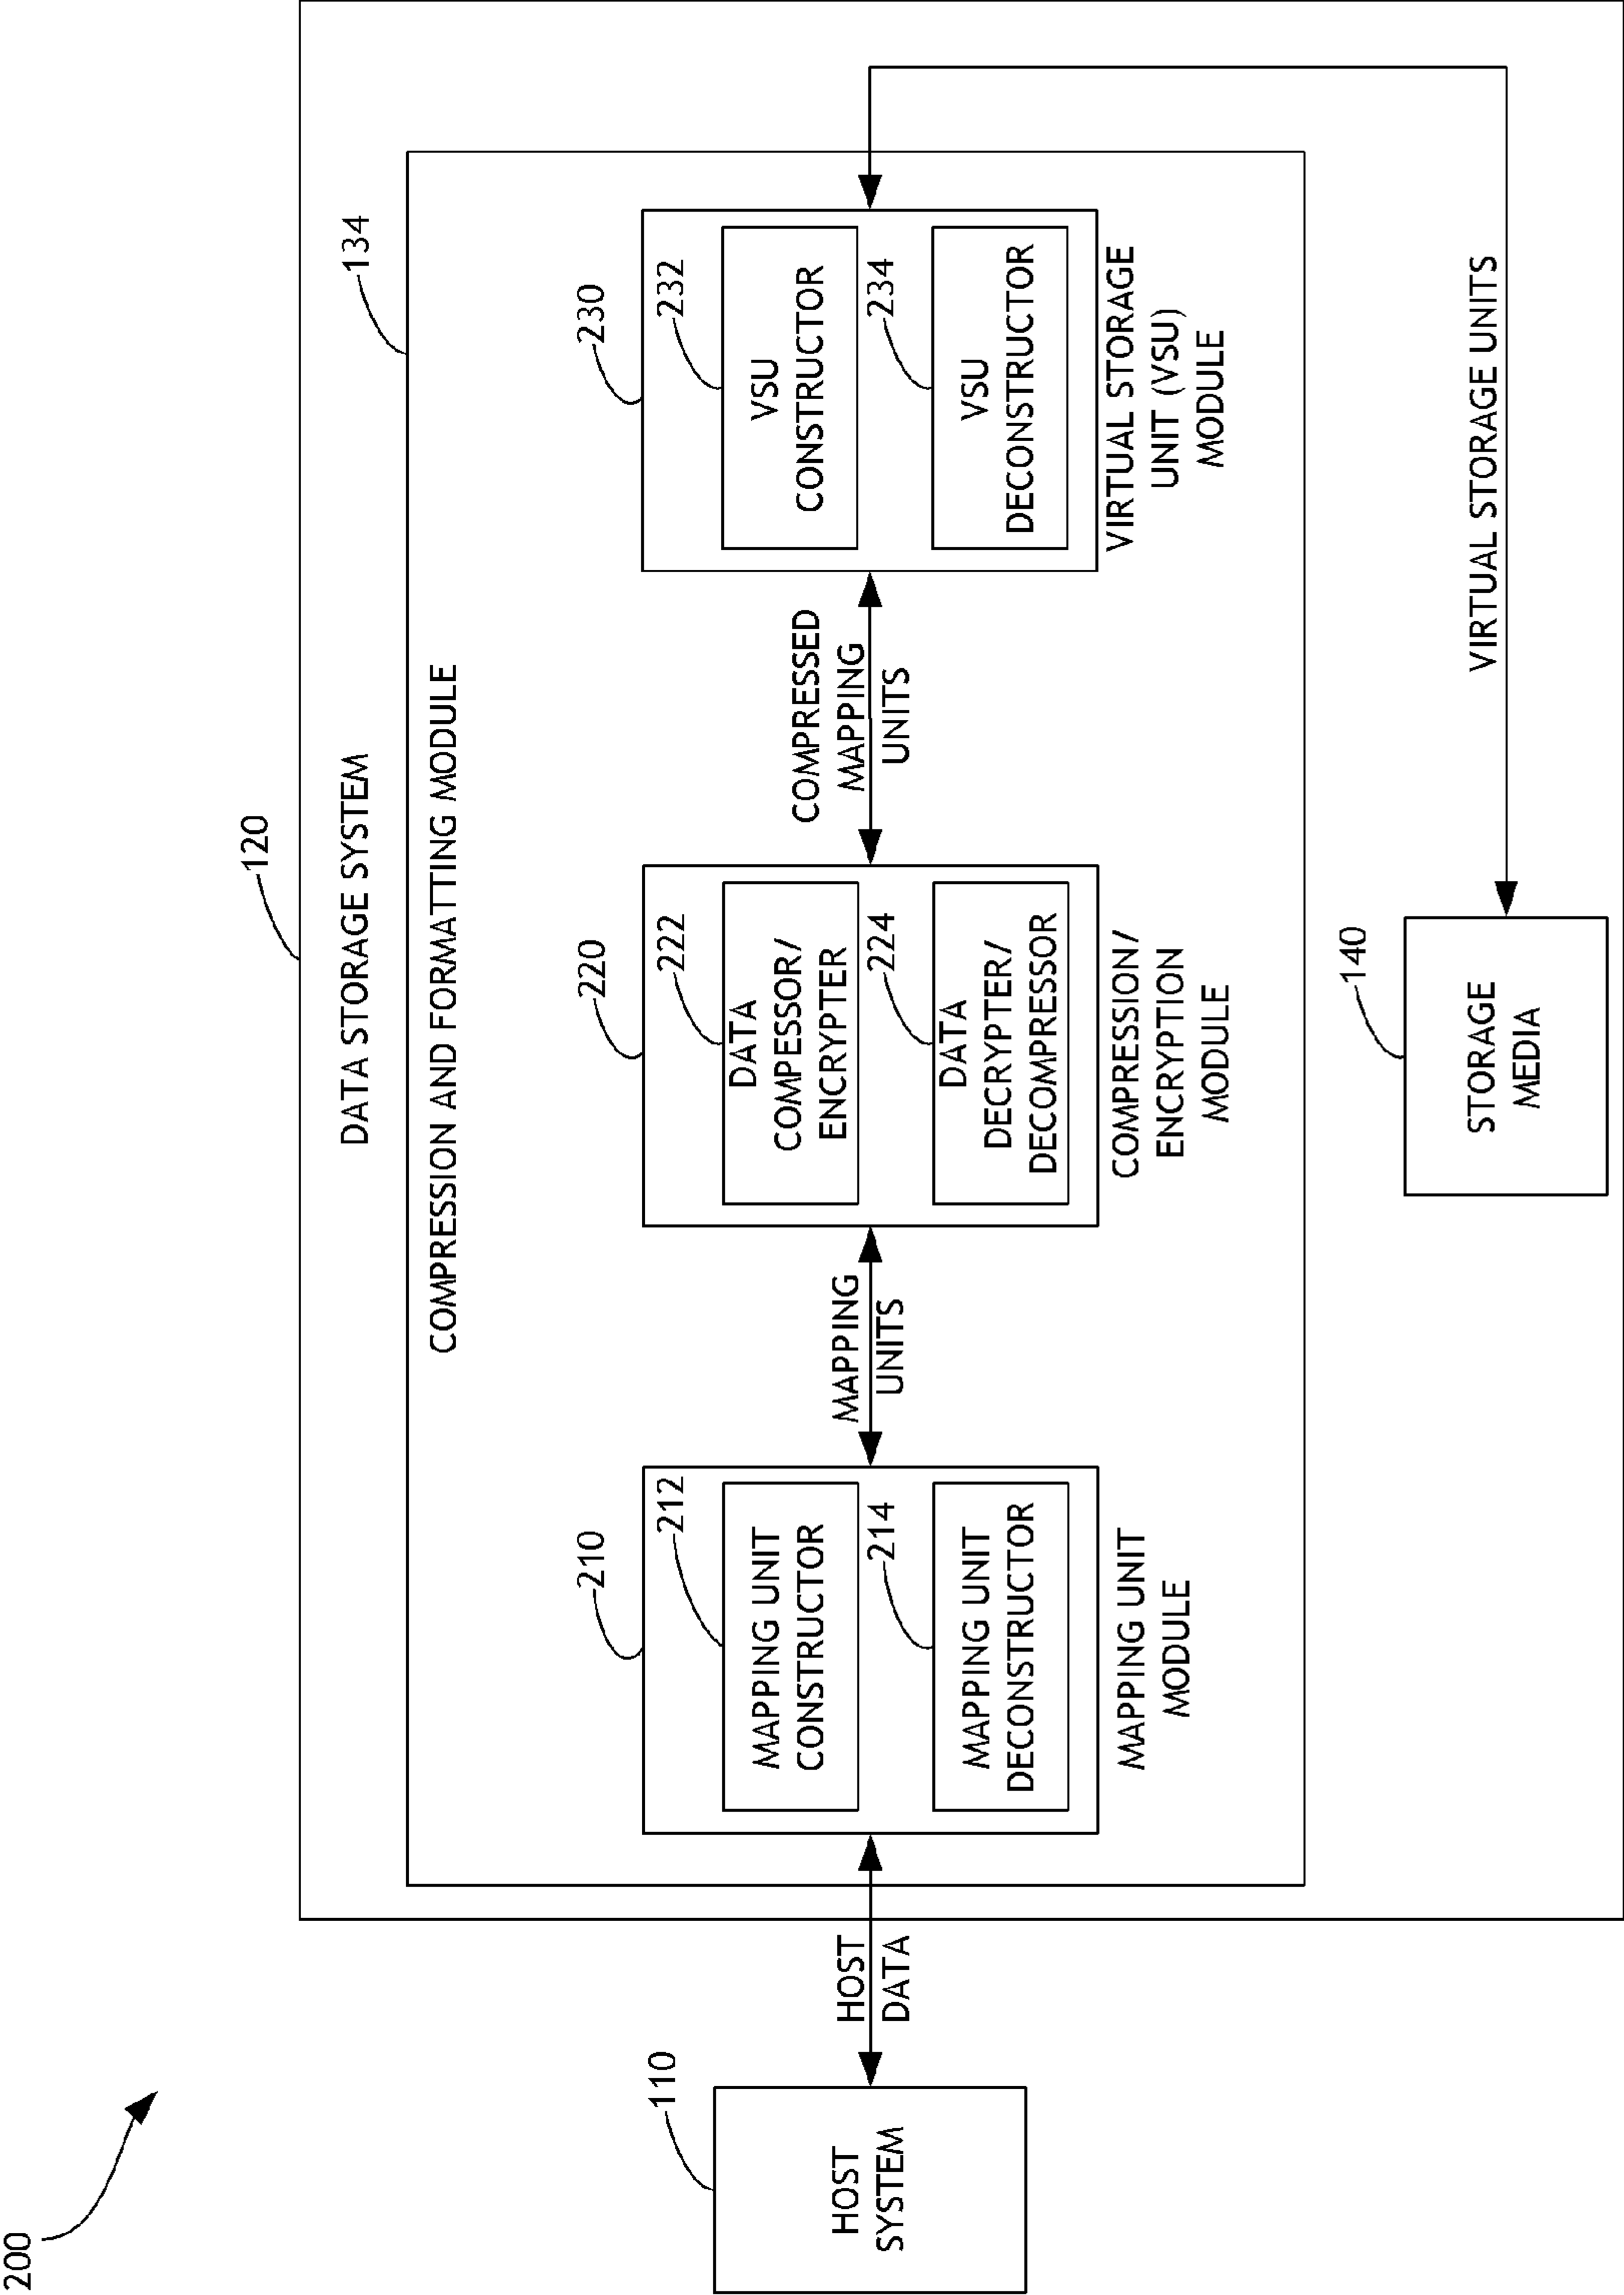 200
120
DATA STORAGE SYSTEM
134
COMPRESSION AND FORMATTING MODULE
110
HOST
SYSTEM
HOST
DATA
210
212
MAPPING UNIT
CONSTRUCTOR
214
MAPPING UNIT
DECONSTRUCTOR
MAPPING UNIT
MODULE
MAPPING
UNITS
220
222
DATA
COMPESSOR/
ENCRYPTER
224
DATA
DECRYPTER/
DECOMPRESSOR
COMPRESSION/
ENCRYPTION
MODULE
COMPRESSED
MAPPING
UNITS
230
232
VSU
CONSTRUCTOR
234
VSU
DECONSTRUCTOR
VIRTUAL STORAGE
UNIT (VSU)
MODULE
140
STORAGE
MEDIA
VIRTUAL STORAGE UNITS